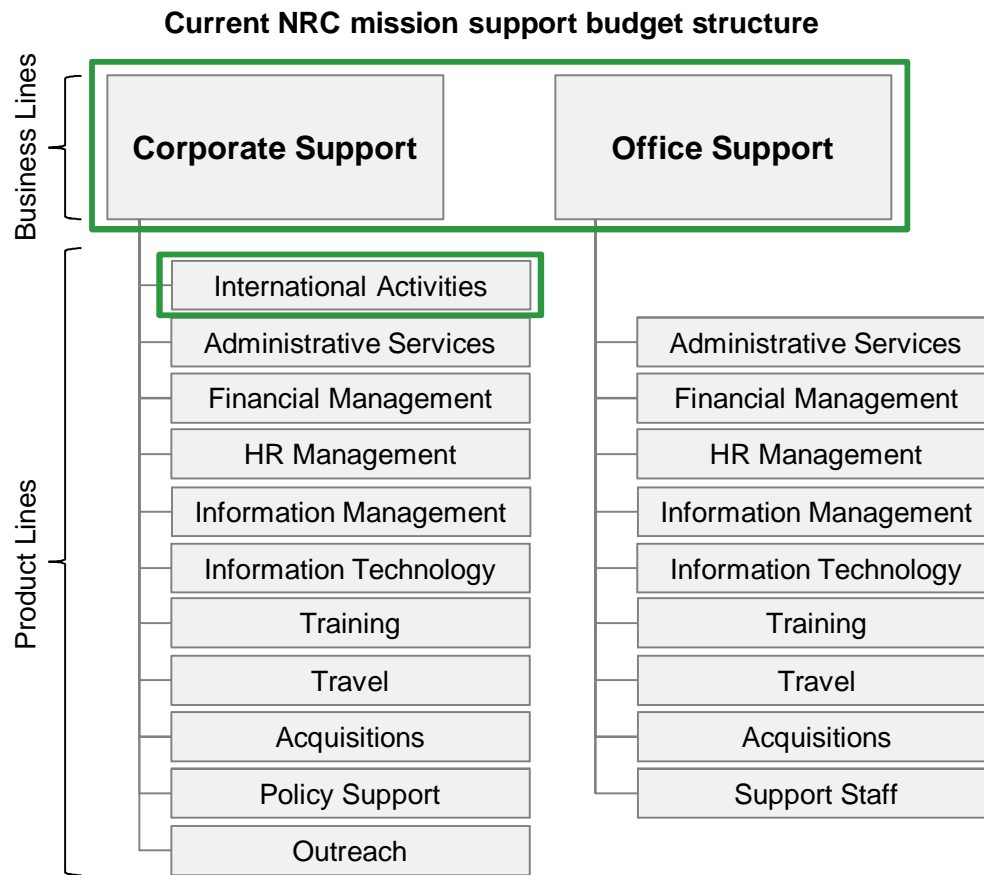 Current NRC mission support budget structure
Business Lines
Corporate Support
Office Support
Product Lines
International Activities
Administrative Services
Financial Management
HR Management
Information Management
Information Technology
Training
Travel
Acquisitions
Policy Support
Outreach
Administrative Services
Financial Management
HR Management
Information Management
Information Technology
Training
Travel
Acquisitions
Support Staff